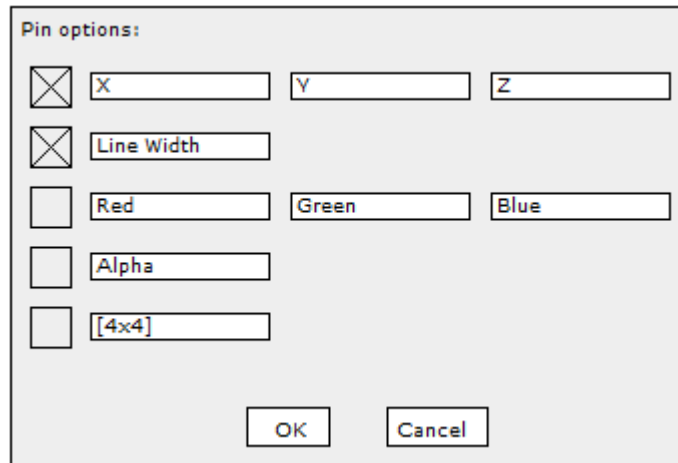 Pin options:
X Y Z
Line Width
Red Green Blue
Alpha
[4x4]
OK Cancel